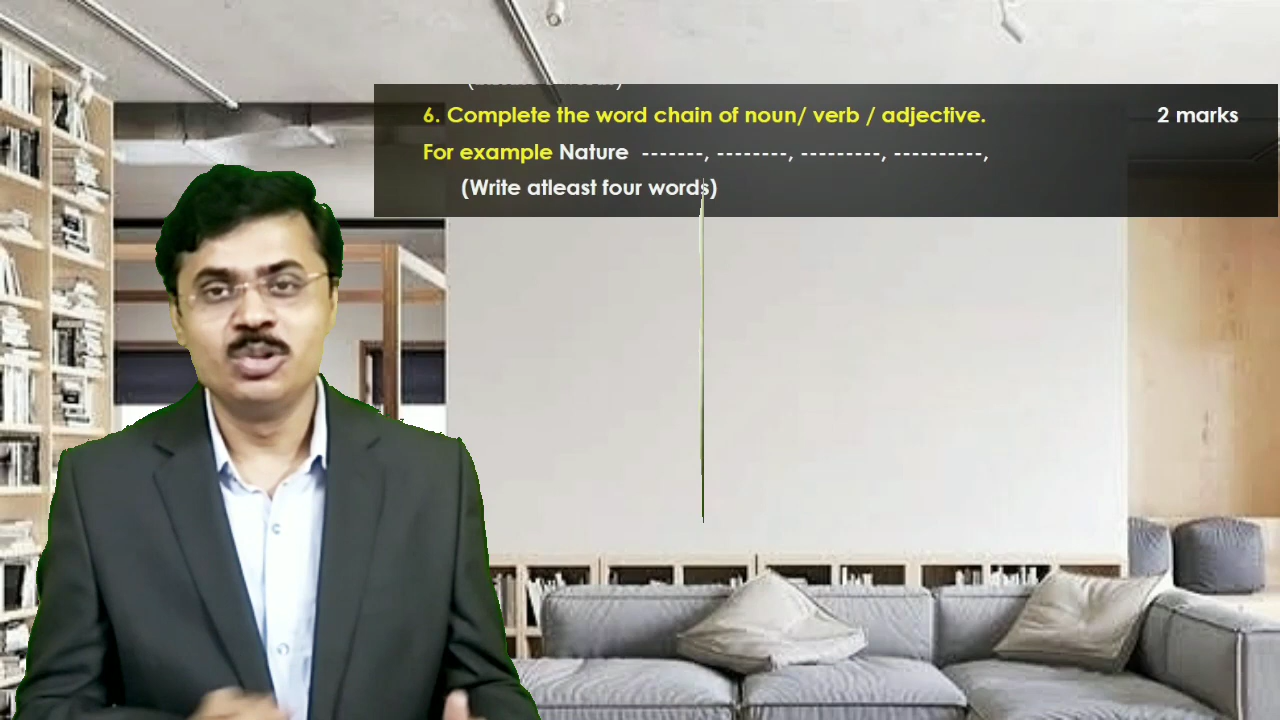 6. Complete the word chain of noun/ verb / adjective. 2 marks
For example Nature -------, --------, ---------, ----------,
(Write atleast four words)